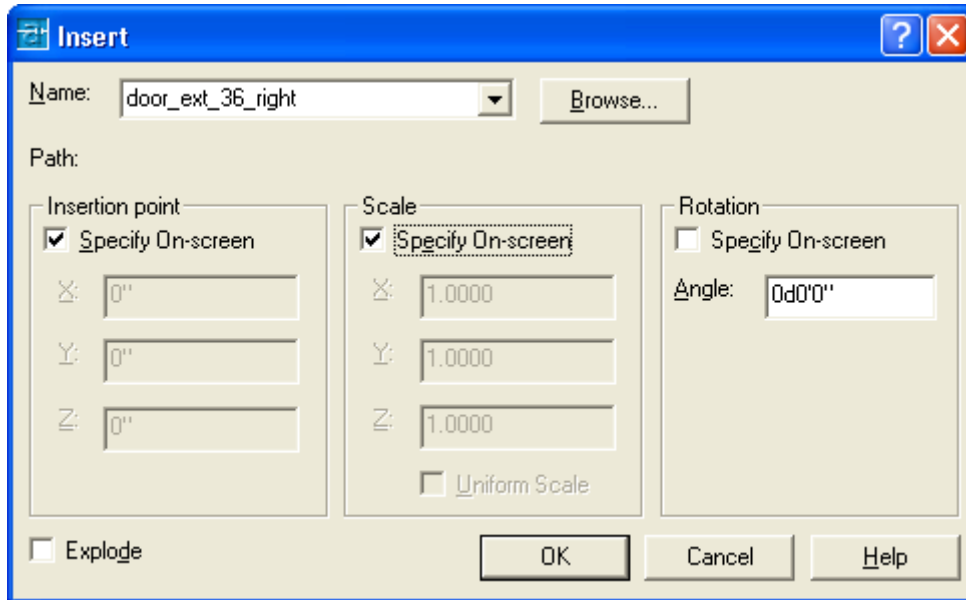 Insert
Name: door_ext_36_right Browse...
Path:
Insertion point Scale Rotation
Specify On-screen Specify On-screen Specify On-screen
X: 0" X: 1.0000 Angle: 0d0'0"
Y: 0" Y: 1.0000
Z: 0" Z: 1.0000
Uniform Scale
Explode OK Cancel Help